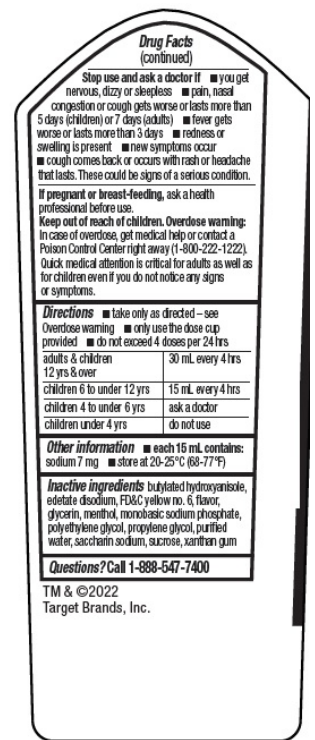 Drug Facts
(continued)
Stop use and ask a doctor if ■ you get
nervous, dizzy or sleepless ■ pain, nasal
congestion or cough gets worse or lasts more than
5 days (children) or 7 days (adults) ■ fever gets
worse or lasts more than 3 days ■ redness or
swelling is present ■ new symptoms occur
■ cough comes back or occurs with rash or headache
that lasts. These could be signs of a serious condition.
If pregnant or breast-feeding, ask a health
professional before use.
Keep out of reach of children. Overdose warning:
In case of overdose, get medical help or contact a
Poison Control Center right away (1-800-222-1222).
Quick medical attention is critical for adults as well as
for children even if you do not notice any signs
or symptoms.
Directions ■ take only as directed – see
Overdose warning ■ only use the dose cup
provided ■ do not exceed 4 doses per 24 hrs
adults & children 30 mL every 4 hrs
12 yrs & over
children 6 to under 12 yrs 15 mL every 4 hrs
children 4 to under 6 yrs ask a doctor
children under 4 yrs do not use
Other information ■ each 15 mL contains:
sodium 7 mg ■ store at 20-25°C (68-77°F)
Inactive ingredients butylated hydroxyanisole,
edetate disodium, FD&C yellow no. 6, flavor,
glycerin, menthol, monobasic sodium phosphate,
polyethylene glycol, propylene glycol, purified
water, saccharin sodium, sucrose, xanthan gum
Questions? Call 1-888-547-7400
TM & ©2022
Target Brands, Inc.